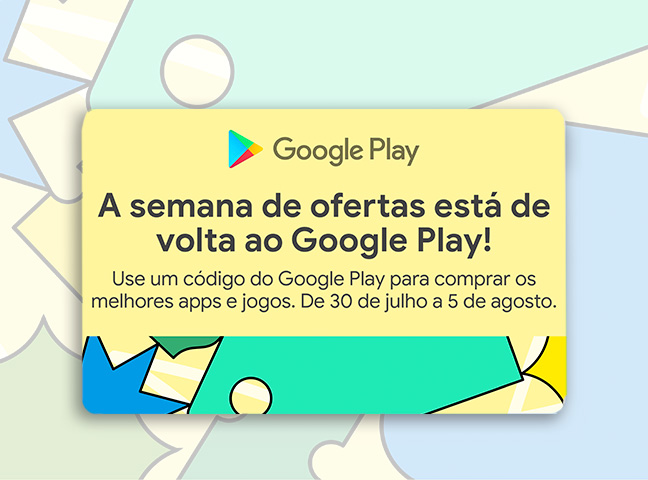 Google Play
A semana de ofertas está de
volta ao Google Play!
Use um código do Google Play para comprar os
melhores apps e jogos. De 30 de julho a 5 de agosto.